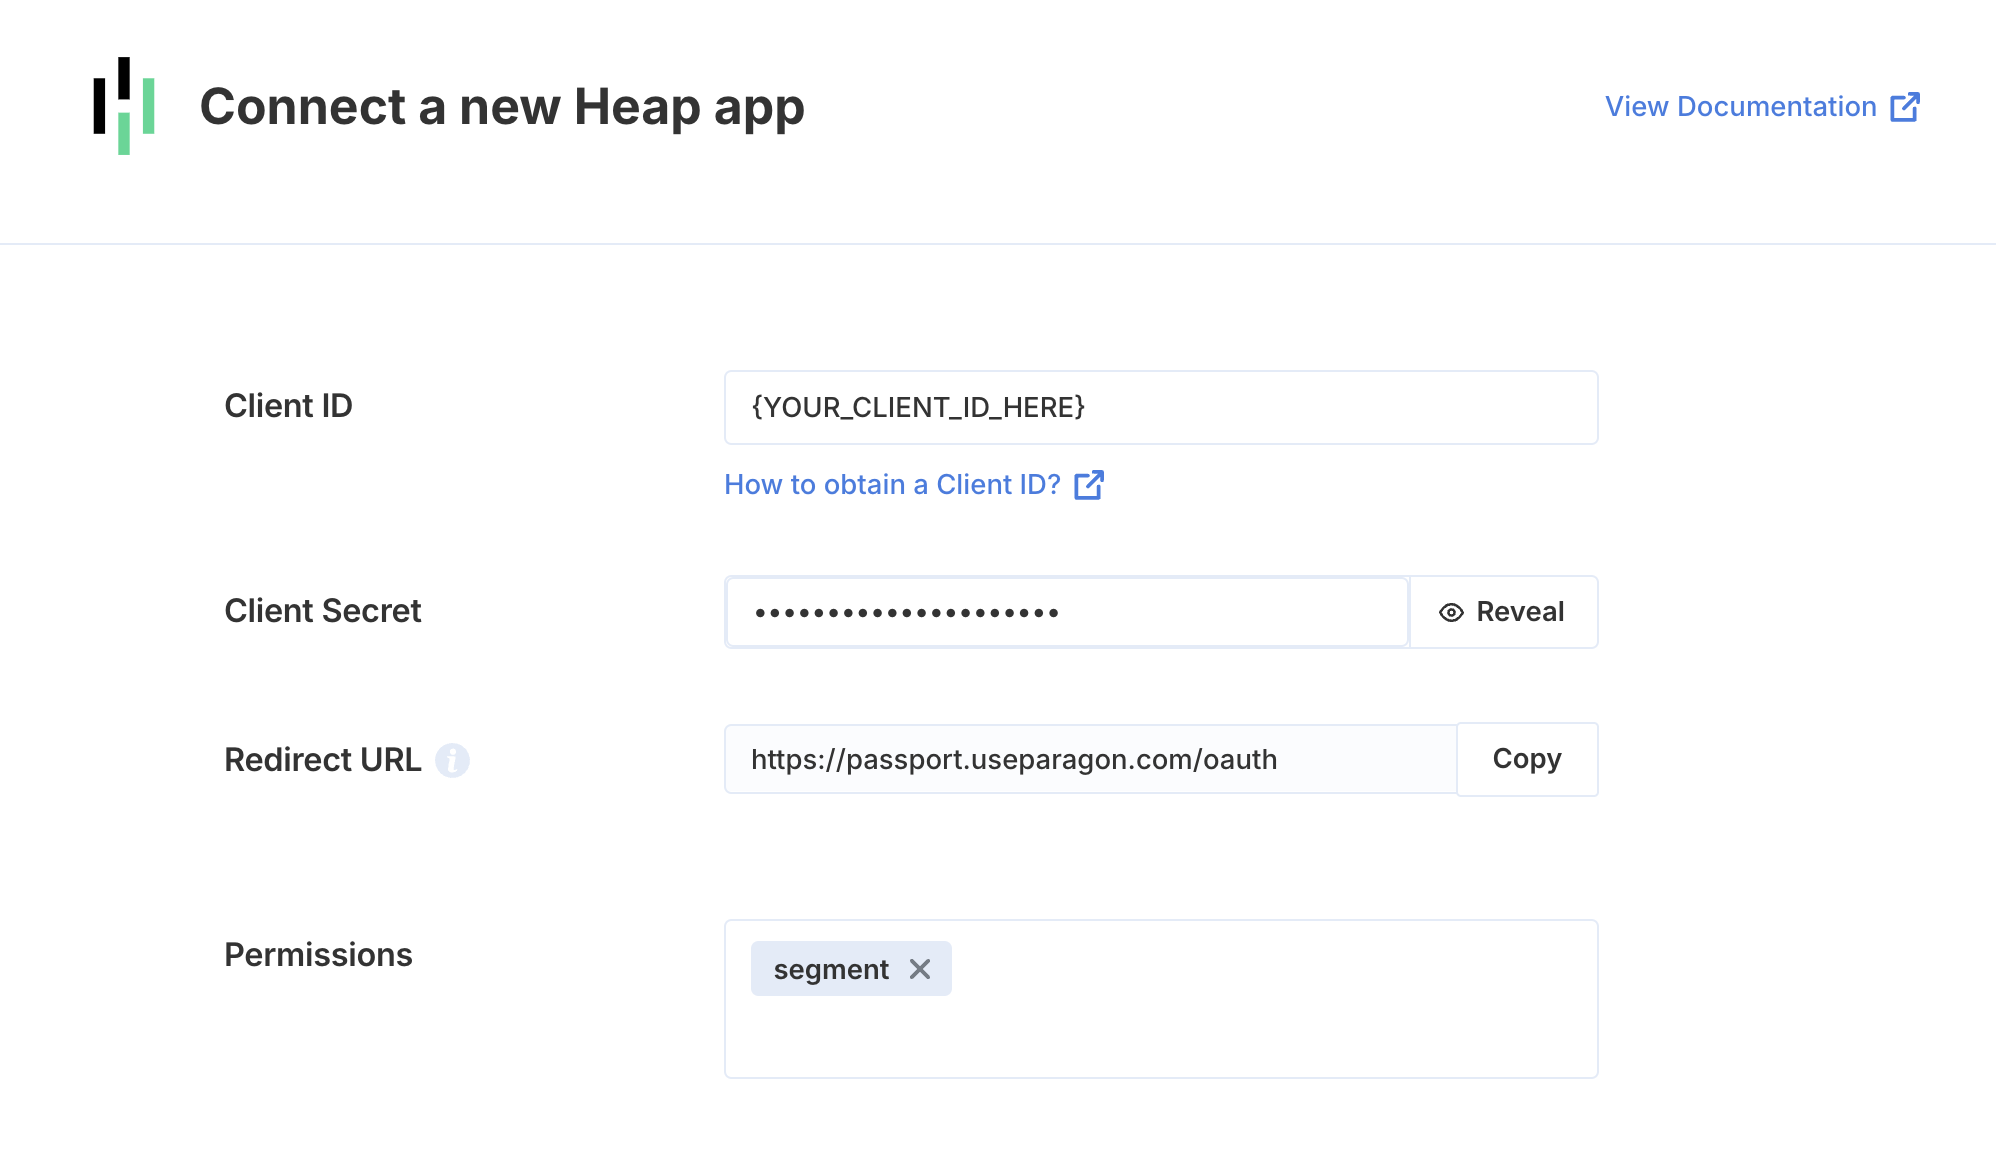 Connect a new Heap app
View Documentation
Client ID
{YOUR_CLIENT_ID_HERE}
How to obtain a Client ID?
Client Secret
•••••••••••••••••••••
Reveal
Redirect URL
https://passport.useparagon.com/oauth
Copy
Permissions
segment